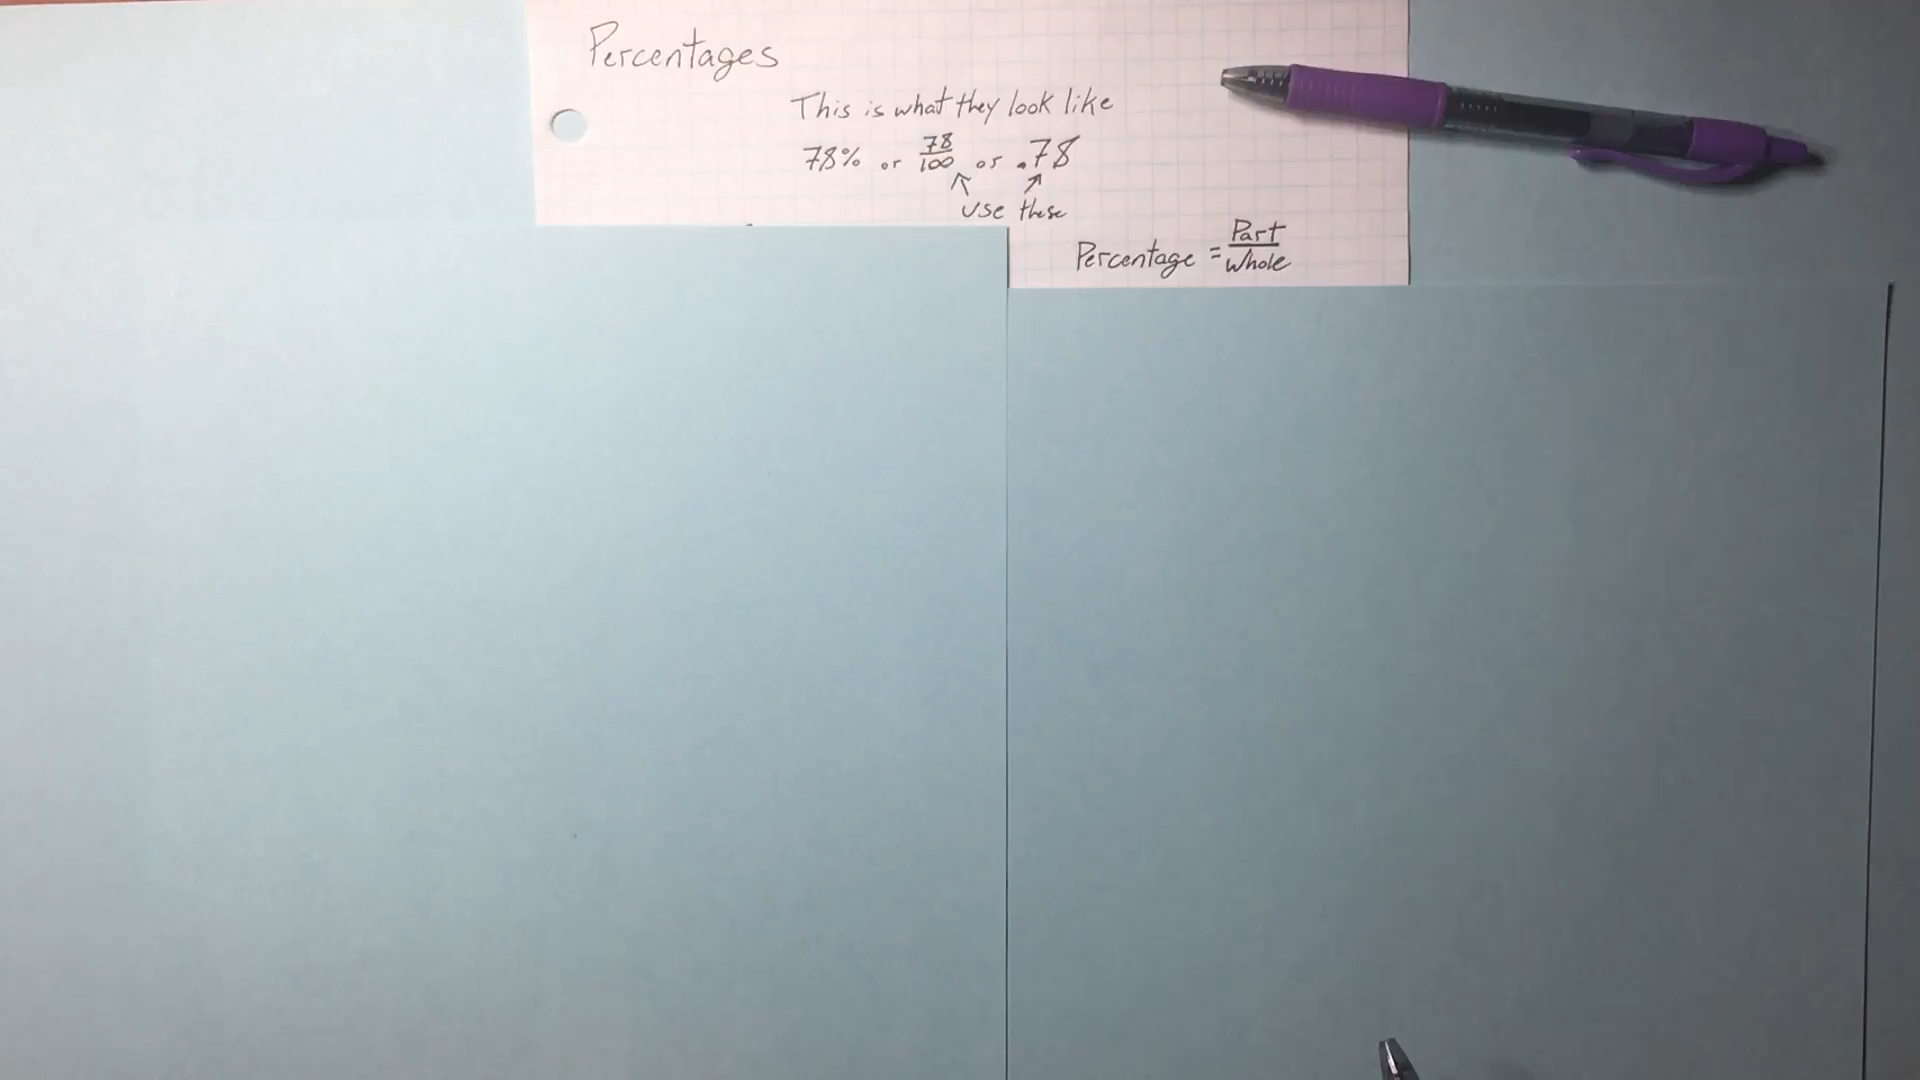 Percentages
This is what they look like
78% or 78/100 or .78
use these
Percentage = Part/Whole